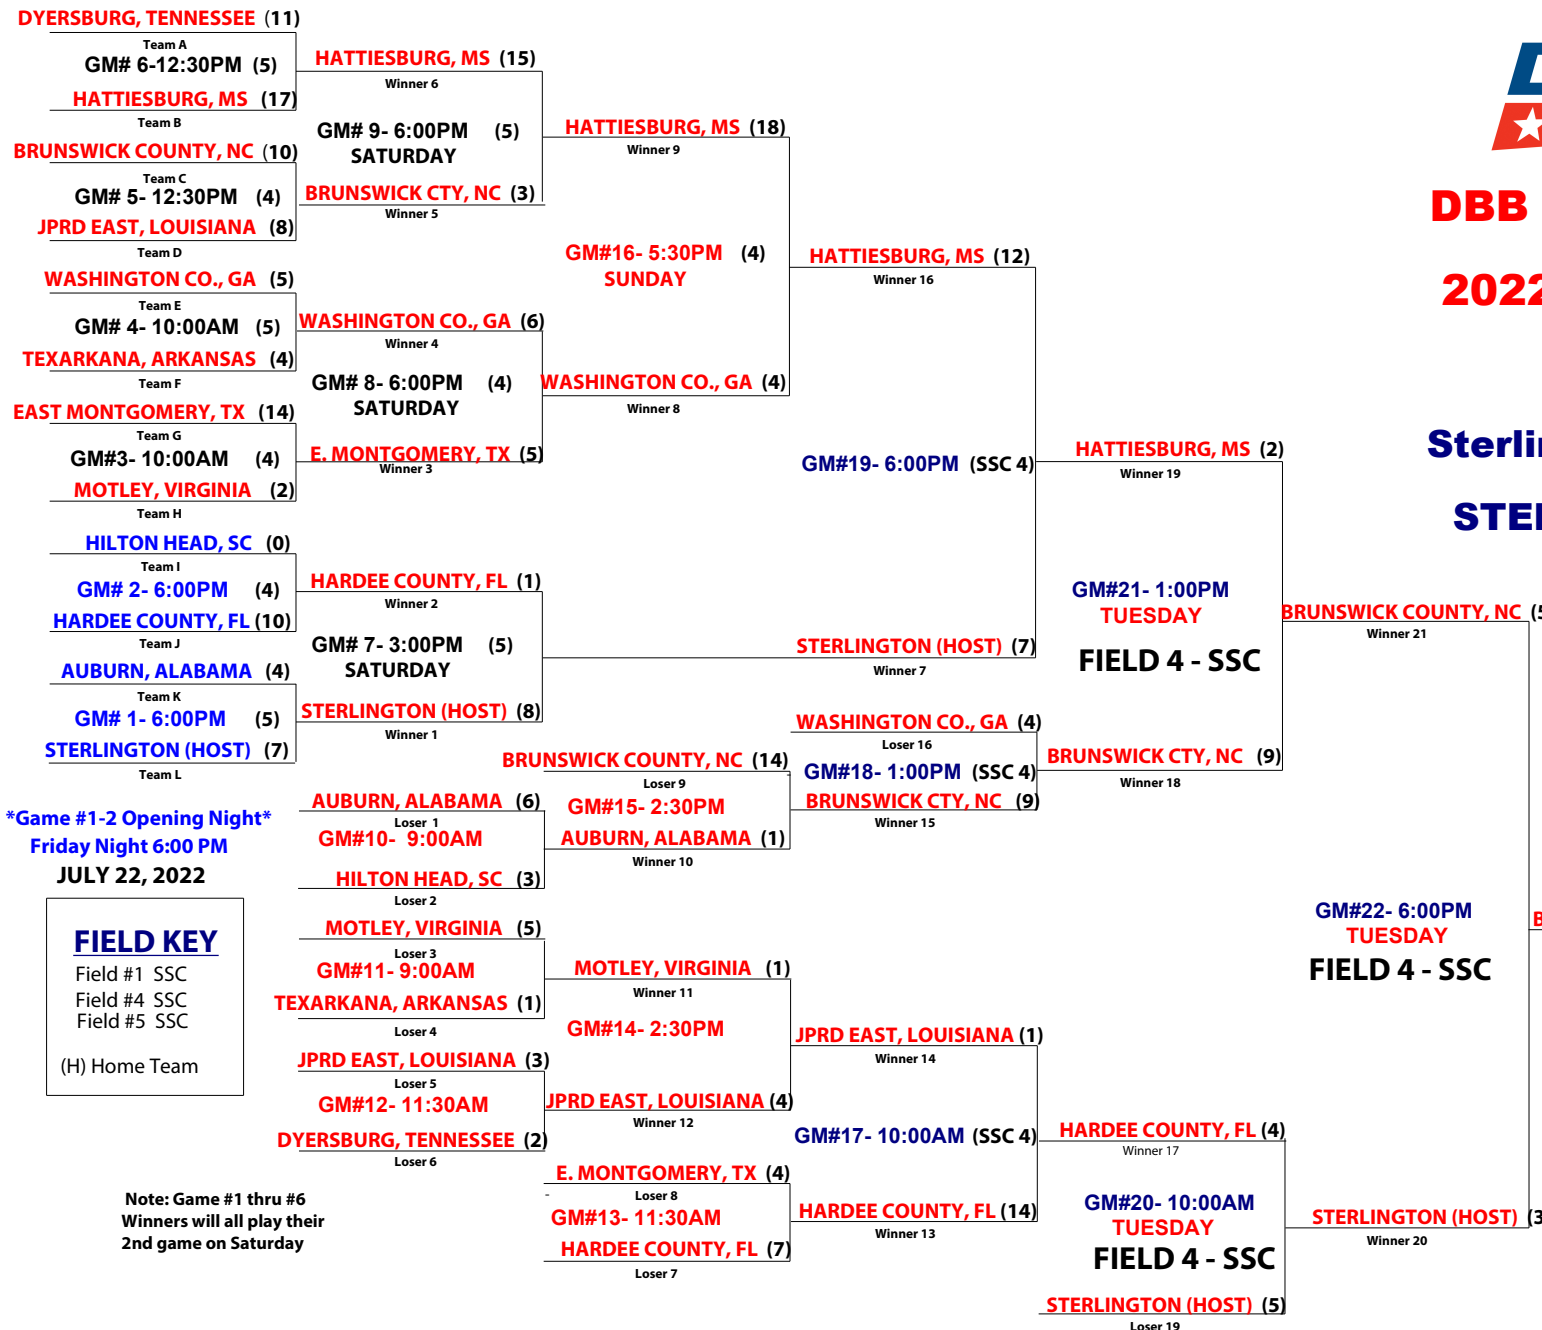 DYERSBURG, TENNESSEE (11)
Team A
GM# 6-12:30PM (5)
HATTIESBURG, MS (17)
Team B
BRUNSWICK COUNTY, NC (10)
Team C
GM# 5- 12:30PM (4)
JPRD EAST, LOUISIANA (8)
Team D
WASHINGTON CO., GA (5)
Team E
GM# 4- 10:00AM (5)
TEXARKANA, ARKANSAS (4)
Team F
EAST MONTGOMERY, TX (14)
Team G
GM#3- 10:00AM (4)
MOTLEY, VIRGINIA (2)
Team H
HILTON HEAD, SC (0)
Team I
GM# 2- 6:00PM (4)
HARDEE COUNTY, FL (10)
Team J
AUBURN, ALABAMA (4)
Team K
GM# 1- 6:00PM (5)
STERLINGTON (HOST) (7)
Team L
*Game #1-2 Opening Night*
Friday Night 6:00 PM
JULY 22, 2022
FIELD KEY
Field #1 SSC
Field #4 SSC
Field #5 SSC
(H) Home Team
Note: Game #1 thru #6
Winners will all play their
2nd game on Saturday
HATTIESBURG, MS (15)
Winner 6
GM# 9- 6:00PM (5)
SATURDAY
BRUNSWICK CTY, NC (3)
Winner 5
WASHINGTON CO., GA (6)
Winner 4
GM# 8- 6:00PM (4)
SATURDAY
E. MONTGOMERY, TX (5)
Winner 3
HARDEE COUNTY, FL (1)
Winner 2
GM# 7- 3:00PM (5)
SATURDAY
STERLINGTON (HOST) (8)
Winner 1
AUBURN, ALABAMA (6)
Loser 1
GM#10- 9:00AM
HILTON HEAD, SC (3)
Loser 2
MOTLEY, VIRGINIA (5)
Loser 3
GM#11- 9:00AM
TEXARKANA, ARKANSAS (1)
Loser 4
JPRD EAST, LOUISIANA (3)
Loser 5
GM#12- 11:30AM
DYERSBURG, TENNESSEE (2)
Loser 6
HATTIESBURG, MS (18)
Winner 9
GM#16- 5:30PM (4)
SUNDAY
WASHINGTON CO., GA (4)
Winner 8
BRUNSWICK COUNTY, NC (14)
Loser 9
GM#15- 2:30PM
AUBURN, ALABAMA (1)
Winner 10
MOTLEY, VIRGINIA (1)
Winner 11
GM#14- 2:30PM
JPRD EAST, LOUISIANA (4)
Winner 12
E. MONTGOMERY, TX (4)
Loser 8
GM#13- 11:30AM
HARDEE COUNTY, FL (7)
Loser 7
HATTIESBURG, MS (12)
Winner 16
GM#19- 6:00PM (SSC 4)
STERLINGTON (HOST) (7)
Winner 7
WASHINGTON CO., GA (4)
Loser 16
GM#18- 1:00PM (SSC 4)
BRUNSWICK CTY, NC (9)
Winner 15
JPRD EAST, LOUISIANA (1)
Winner 14
GM#17- 10:00AM (SSC 4)
HARDEE COUNTY, FL (14)
Winner 13
HATTIESBURG, MS (2)
Winner 19
GM#21- 1:00PM
TUESDAY
FIELD 4 - SSC
BRUNSWICK CTY, NC (9)
Winner 18
HARDEE COUNTY, FL (4)
Winner 17
GM#20- 10:00AM
TUESDAY
FIELD 4 - SSC
STERLINGTON (HOST) (5)
Loser 19
BRUNSWICK COUNTY, NC (5
Winner 21
GM#22- 6:00PM
TUESDAY
FIELD 4 - SSC
STERLINGTON (HOST) (3
Winner 20
DBB
2022